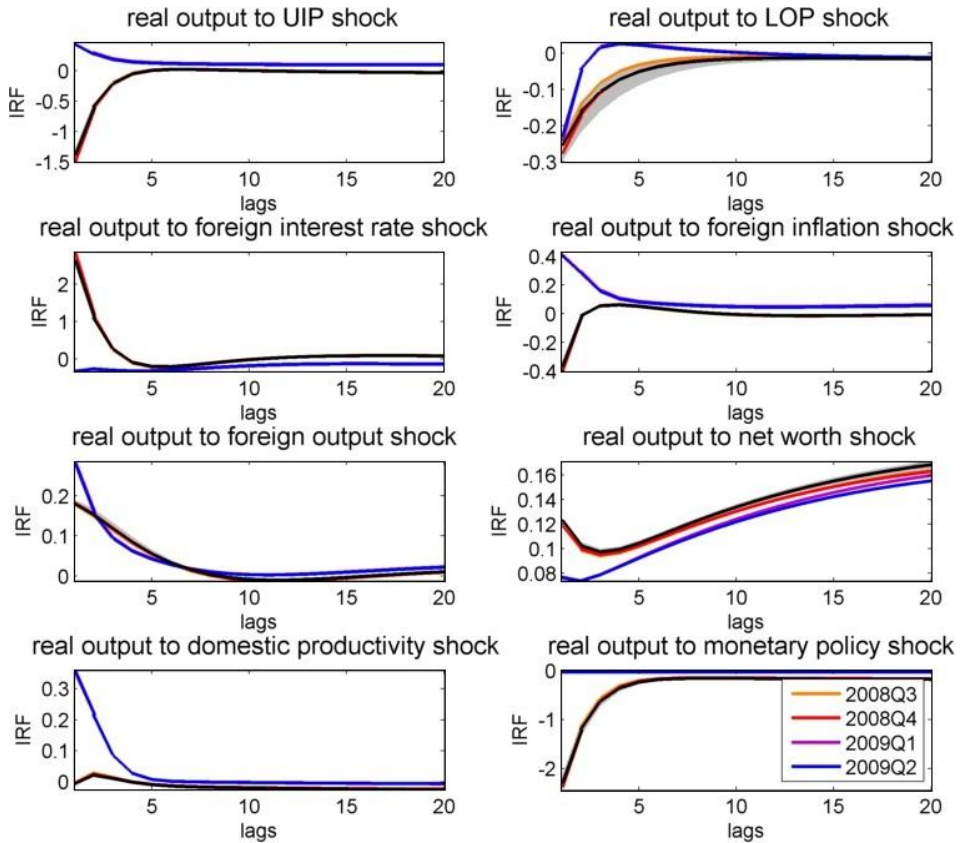 real output to UIP shock
real output to LOP shock
0
-0.5
-1
-1.5
IRF
5
10
15
20
lags
0
-0.1
-0.2
-0.3
IRF
5
10
15
20
lags
real output to foreign interest rate shock
real output to foreign inflation shock
2
1
0
IRF
5
10
15
20
lags
0.4
0.2
0
-0.2
-0.4
IRF
5
10
15
20
lags
real output to foreign output shock
real output to net worth shock
0.2
0.1
0
IRF
5
10
15
20
lags
0.16
0.14
0.12
0.1
0.08
IRF
5
10
15
20
lags
real output to domestic productivity shock
real output to monetary policy shock
0.3
0.2
0.1
0
IRF
5
10
15
20
lags
0
-1
-2
IRF
5
10
15
20
lags
2008Q3
2008Q4
2009Q1
2009Q2